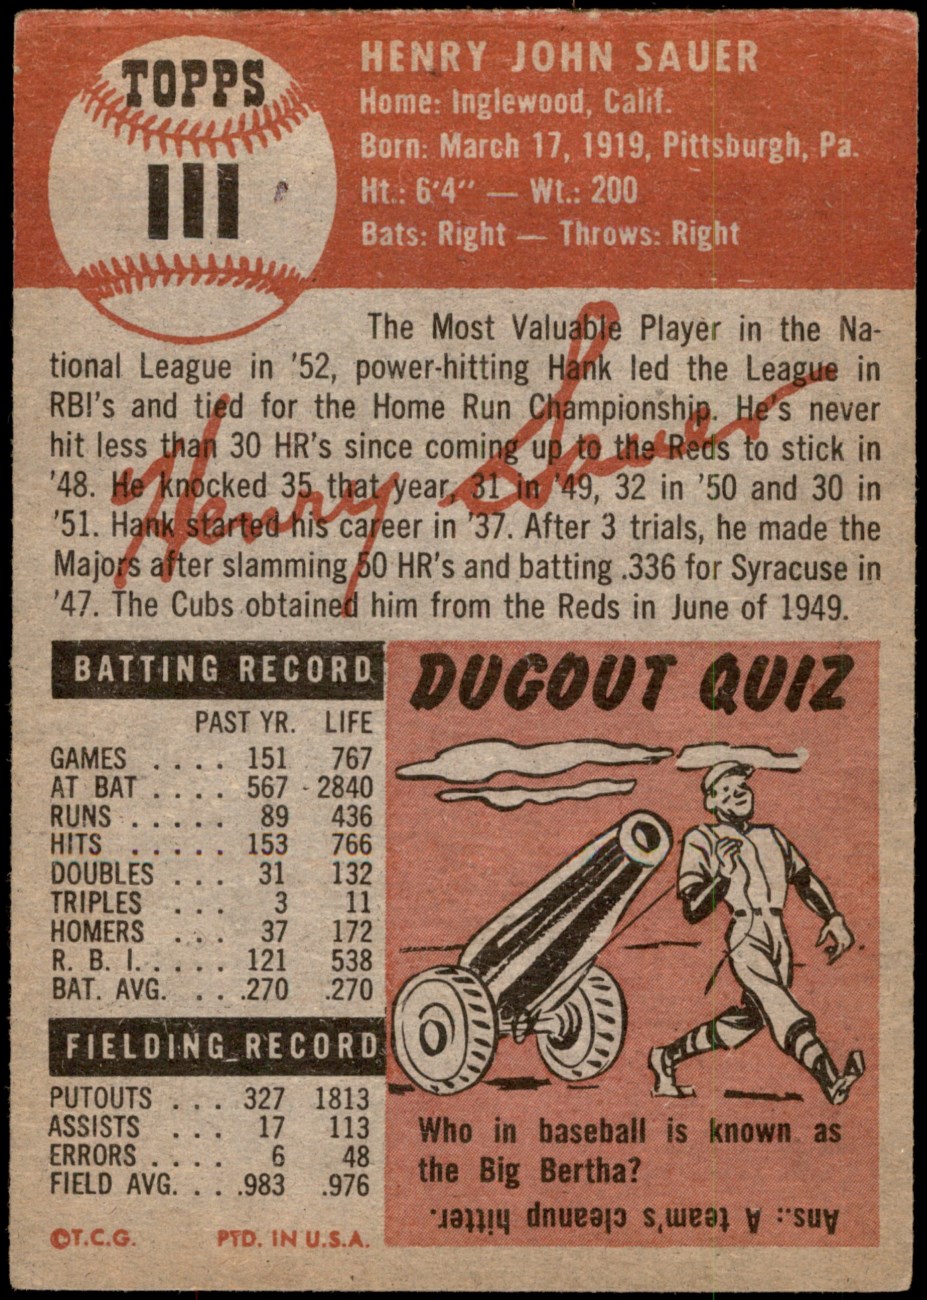 TOPPS
111
HENRY JOHN SAUER
Home: Inglewood, Calif.
Born: March 17, 1919, Pittsburgh, Pa.
Ht.: 6'4" — Wt.: 200
Bats: Right — Throws: Right
The Most Valuable Player in the Na-
tional League in '52, power-hitting Hank led the League in
RBI's and tied for the Home Run Championship. He's never
hit less than 30 HR's since coming up to the Reds to stick in
'48. He knocked 35 that year, 31 in '49, 32 in '50 and 30 in
'51. Hank started his career in '37. After 3 trials, he made the
Majors after slamming 50 HR's and batting .336 for Syracuse in
'47. The Cubs obtained him from the Reds in June of 1949.
Henry Sauer
BATTING RECORD
PAST YR. LIFE
GAMES .... 151 767
AT BAT .... 567 2840
RUNS ..... 89 436
HITS ..... 153 766
DOUBLES ... 31 132
TRIPLES ... 3 11
HOMERS ... 37 172
R. B. I. .... 121 538
BAT. AVG. ... .270 .270
FIELDING RECORD
PUTOUTS ... 327 1813
ASSISTS ... 17 113
ERRORS .... 6 48
FIELD AVG. ... .983 .976
©T.C.G. PTD. IN U.S.A.
DUGOUT QUIZ
Who in baseball is known as
the Big Bertha?
Ans.: A team's cleanup hitter.